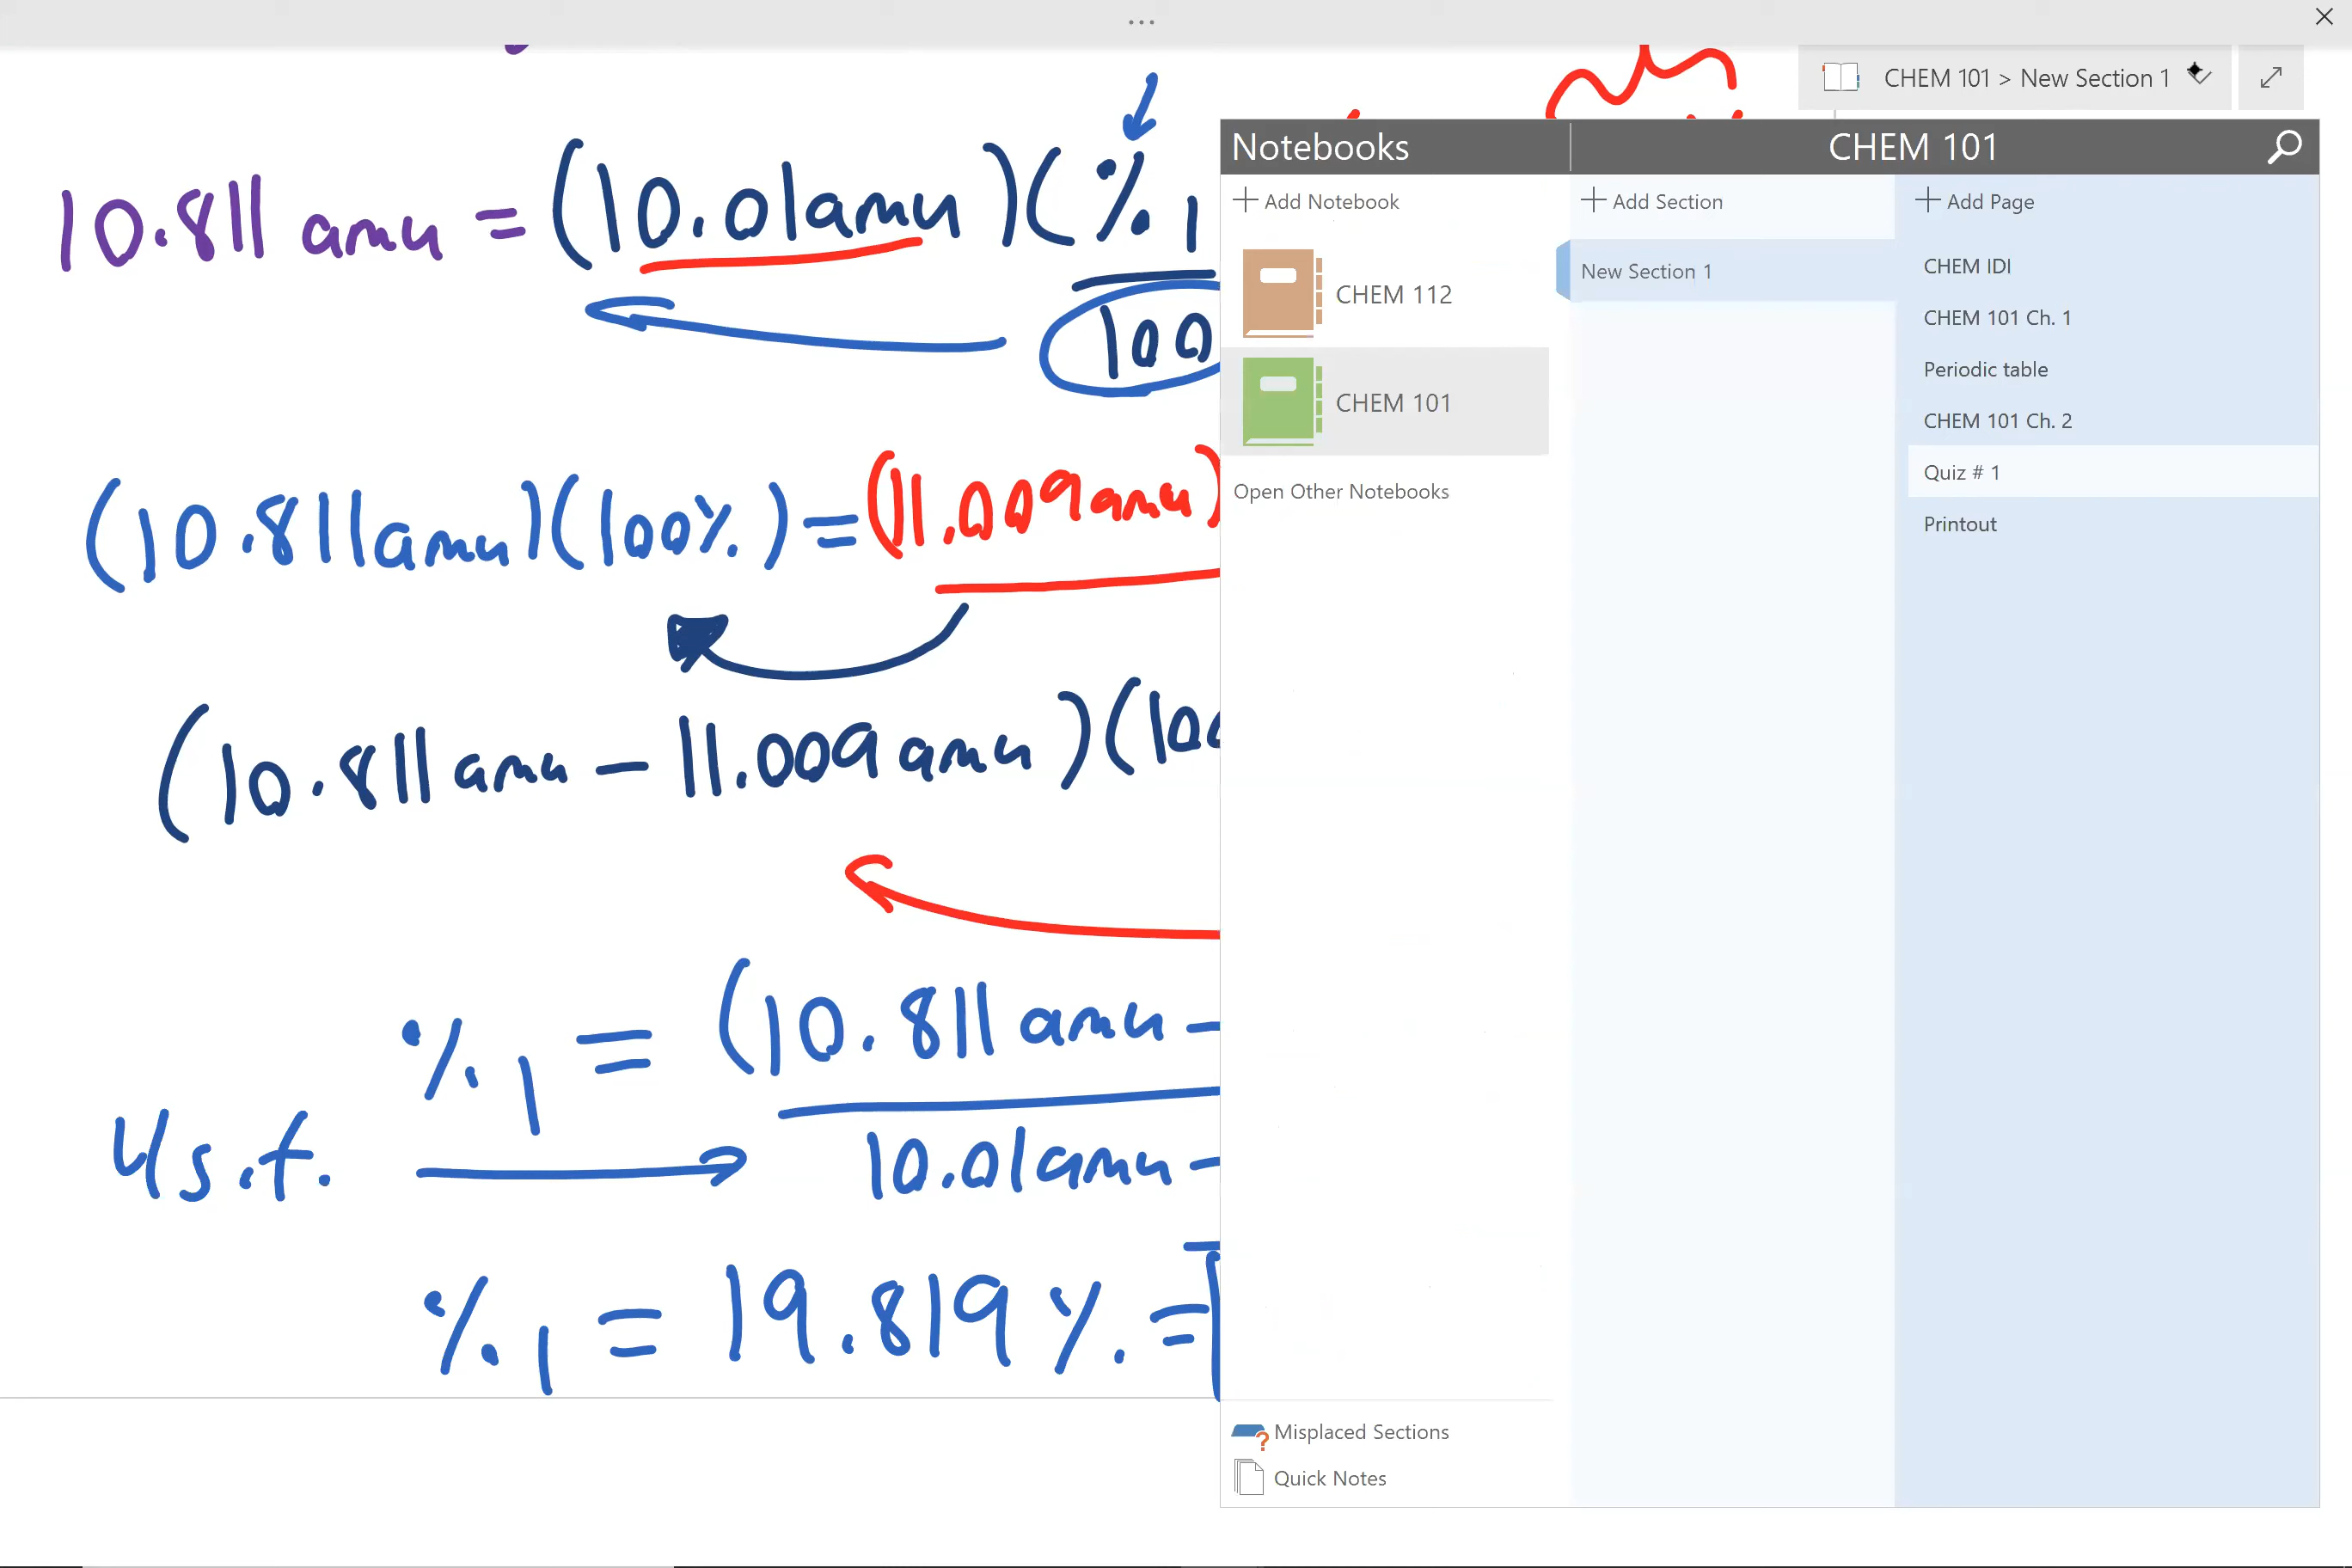 ...
CHEM 101 > New Section 1
Notebooks
CHEM 101
+ Add Notebook
CHEM 112
CHEM 101
Open Other Notebooks
Misplaced Sections
Quick Notes
+ Add Section
New Section 1
+ Add Page
CHEM IDI
CHEM 101 Ch. 1
Periodic table
CHEM 101 Ch. 2
Quiz # 1
Printout
10.811 amu = (10.01amu)(%1
100
(10.811amu)(100%) = (11.009amu)
(10.811amu - 11.009 amu)(100
%1 = (10.811 amu -
10.01amu -
4s.f.
%1 = 19.819 % =